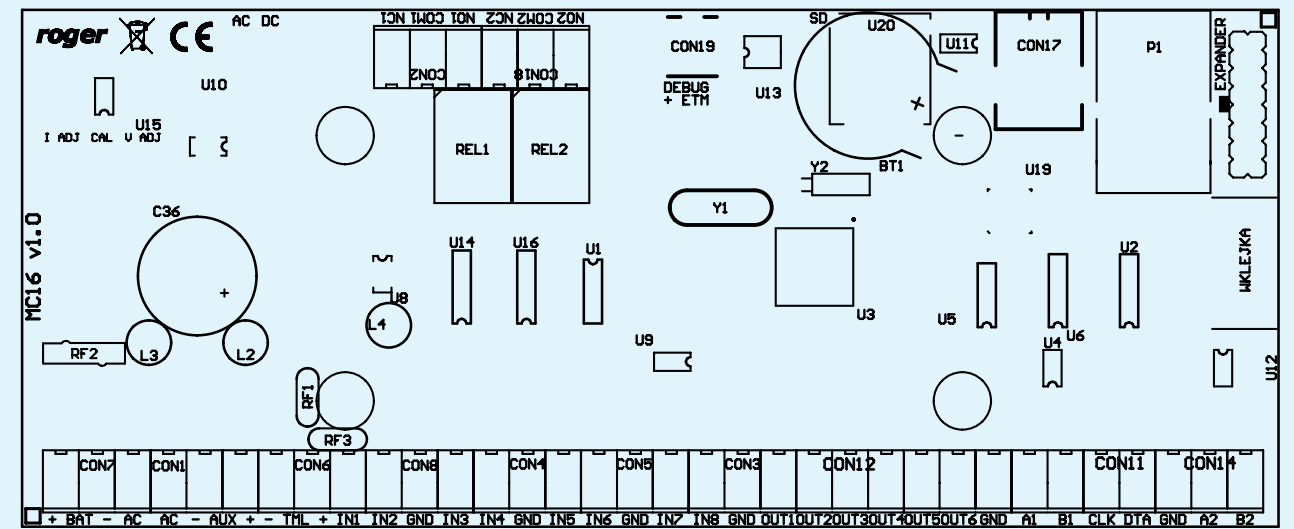 roger CE AC DC
NC1 COM1 NO1 NC2 COM2 NO2
CON2 CON18
SD U20 U11
CON19 CON17 P1 EXPANDER
DEBUG
+ ETM
U13
U10
U15
I ADJ CAL V ADJ
REL1 REL2
BT1
Y2 U19
Y1
C36
+
MC16 v1.0
U14 U16 U1 U2
WKLEJKA
U8
L4
U3 U5 U6
RF2 L3 L2
U9 U4 U12
RF1
RF3
CON7 CON1 CON6 CON8 CON4 CON5 CON3 CON12 CON11 CON14
+ BAT - AC AC - AUX + - TML + IN1 IN2 GND IN3 IN4 GND IN5 IN6 GND IN7 IN8 GND OUT1 OUT2 OUT3 OUT4 OUT5 OUT6 GND A1 B1 CLK DTA GND A2 B2